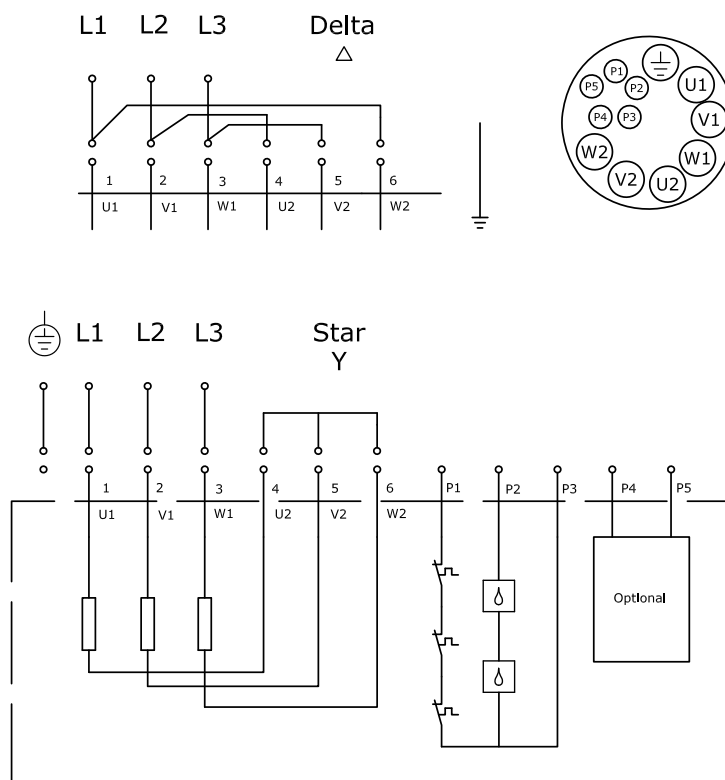 L1 L2 L3 Delta
△
1 2 3 4 5 6
U1 V1 W1 U2 V2 W2
P1 P5 P2 P4 P3
U1 V1 W1 U2 V2 W2
L1 L2 L3 Star
Y
1 2 3 4 5 6 P1 P2 P3 P4 P5
U1 V1 W1 U2 V2 W2
Optional